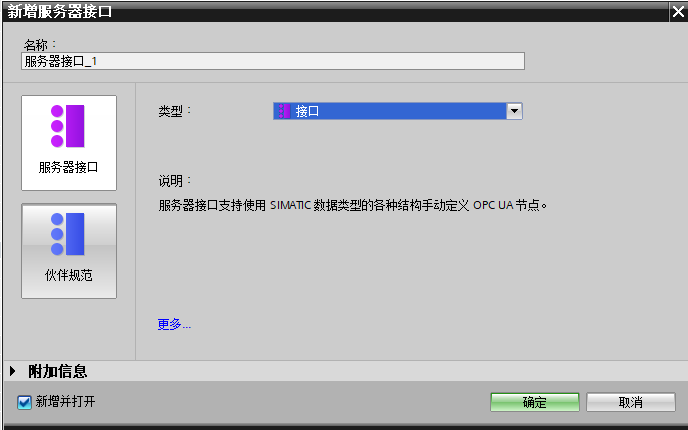 新增服务器接口
名称：
服务器接口_1
服务器接口
伙伴规范
类型：
接口
说明：
服务器接口支持使用 SIMATIC 数据类型的各种结构手动定义 OPC UA 节点。
更多...
附加信息
新增并打开
确定
取消